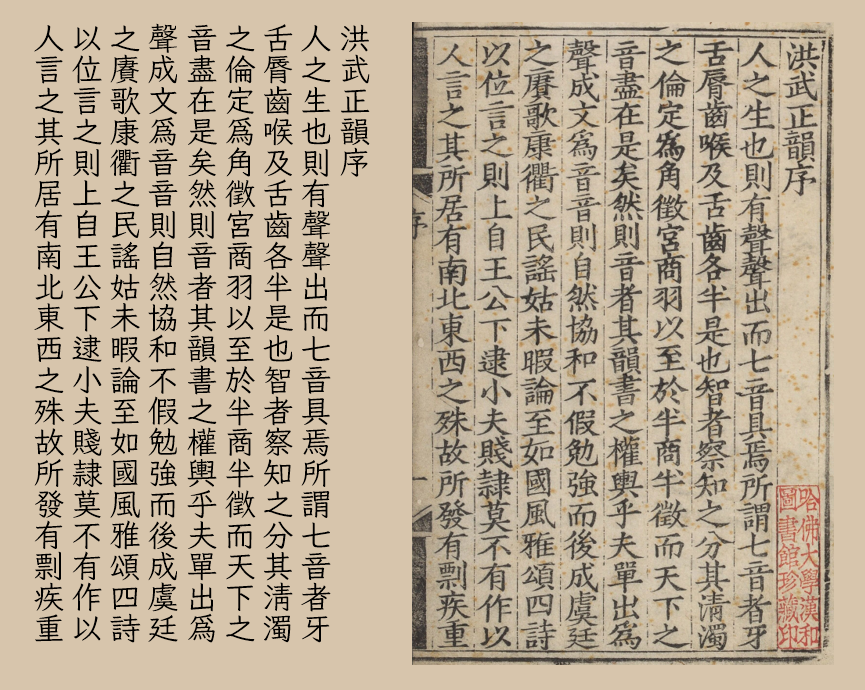 洪武正韻序
哈佛大學漢和
圖書館珍藏印
人之生也則有聲聲出而七音具焉所謂七音者牙
舌脣齒喉及舌齒各半是也智者察知之分其淸濁
之倫定爲角徵宮商羽以至於半商半徵而天下之
音盡在是矣然則音者其韻書之權輿乎夫單出爲
聲成文爲音音則自然協和不假勉強而後成虞廷
之賡歌康衢之民謠姑未暇論至如國風雅頌四詩
以位言之則上自王公下逮小夫賤隷莫不有作以
人言之其所居有南北東西之殊故所發有剽疾重
序
一
洪武正韻序
人之生也則有聲聲出而七音具焉所謂七音者牙
舌脣齒喉及舌齒各半是也智者察知之分其淸濁
之倫定爲角徵宮商羽以至於半商半徵而天下之
音盡在是矣然則音者其韻書之權輿乎夫單出爲
聲成文爲音音則自然協和不假勉強而後成虞廷
之賡歌康衢之民謠姑未暇論至如國風雅頌四詩
以位言之則上自王公下逮小夫賤隷莫不有作以
人言之其所居有南北東西之殊故所發有剽疾重